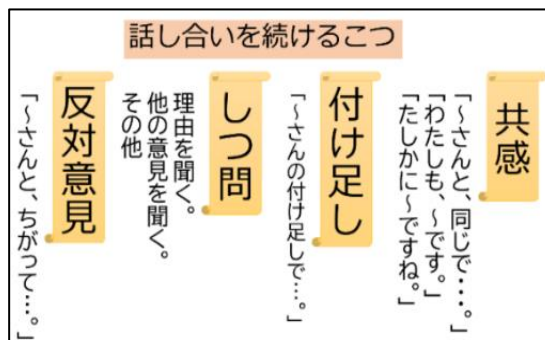 話し合いを続けるこつ
共感
「～さんと、同じで・・・。」
「わたしも、～です。」
「たしかに～ですね。」
付け足し
「～さんの付け足しで…。」
しつ問
理由を聞く。
他の意見を聞く。
その他
反対意見
「～さんと、ちがって…。」